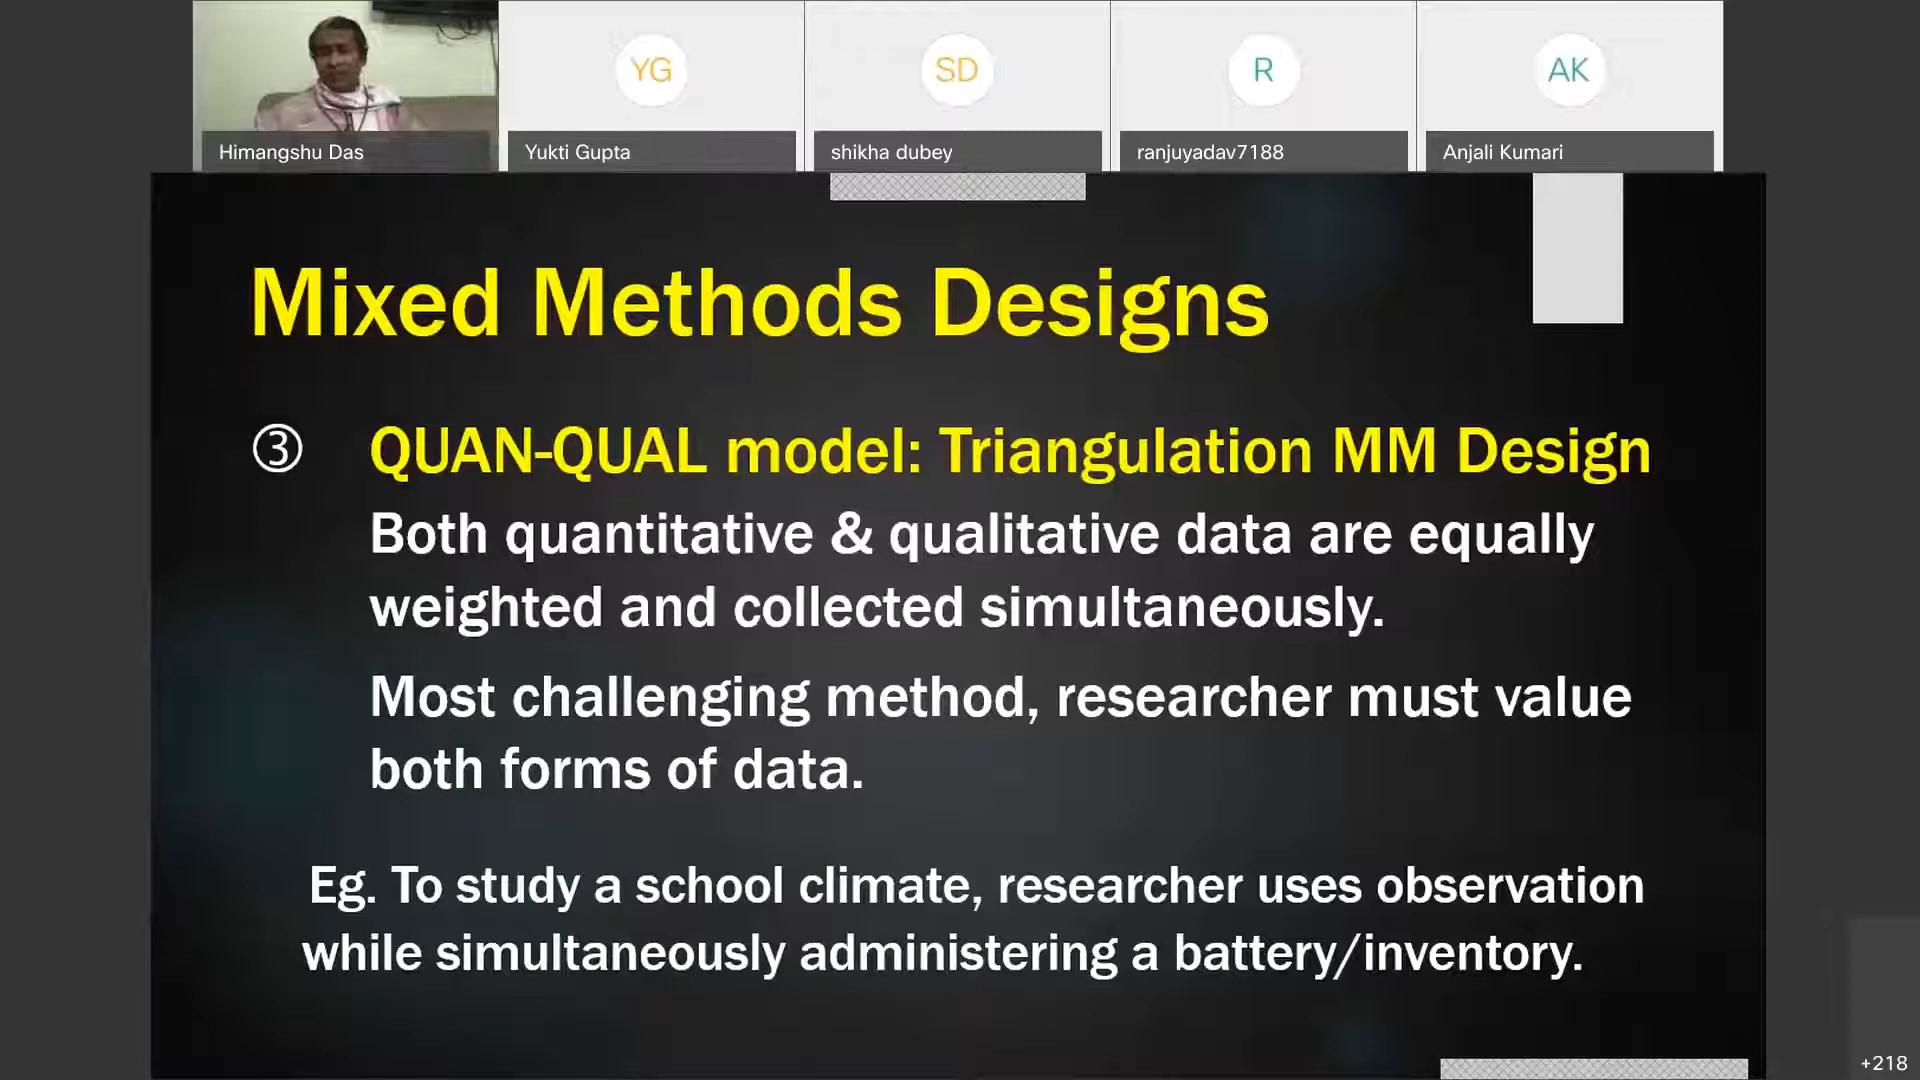 YG
SD
R
AK
Himangshu Das
Yukti Gupta
shikha dubey
ranjuyadav7188
Anjali Kumari
Mixed Methods Designs
③ QUAN-QUAL model: Triangulation MM Design
Both quantitative & qualitative data are equally
weighted and collected simultaneously.
Most challenging method, researcher must value
both forms of data.
Eg. To study a school climate, researcher uses observation
while simultaneously administering a battery/inventory.
+218